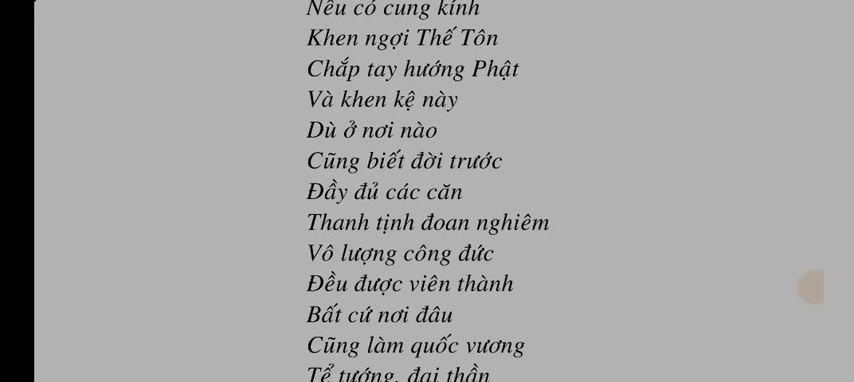 Nếu có cung kính
Khen ngợi Thế Tôn
Chắp tay hướng Phật
Và khen kệ này
Dù ở nơi nào
Cũng biết đời trước
Đầy đủ các căn
Thanh tịnh đoan nghiêm
Vô lượng công đức
Đều được viên thành
Bất cứ nơi đâu
Cũng làm quốc vương
Tể tướng, đại thần